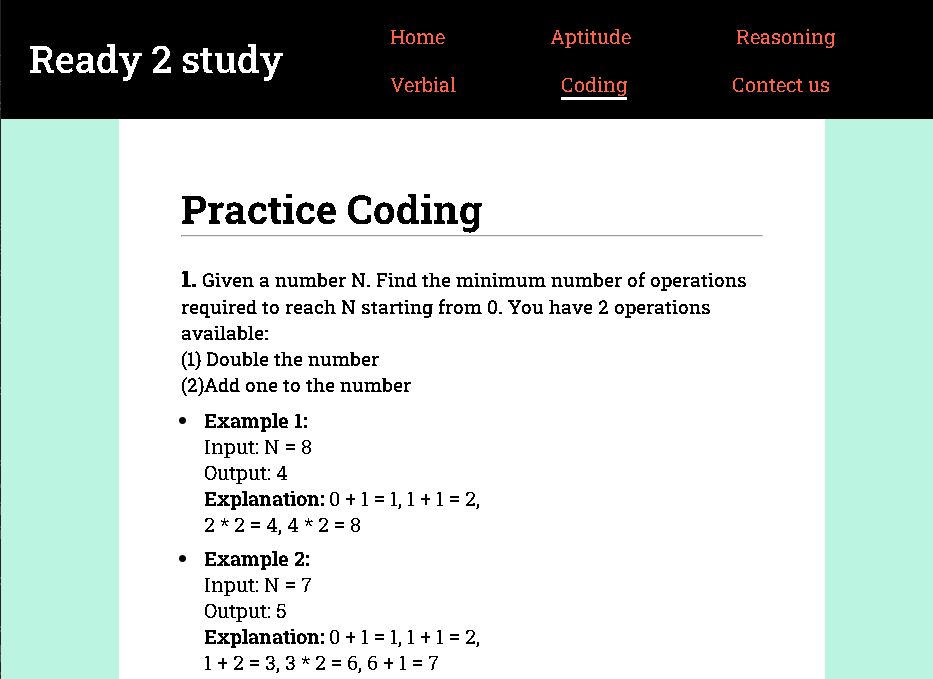 Ready 2 study
Home Aptitude Reasoning
Verbial Coding Contect us
Practice Coding
1. Given a number N. Find the minimum number of operations
required to reach N starting from 0. You have 2 operations
available:
(1) Double the number
(2)Add one to the number
• Example 1:
Input: N = 8
Output: 4
Explanation: 0 + 1 = 1, 1 + 1 = 2,
2 * 2 = 4, 4 * 2 = 8
• Example 2:
Input: N = 7
Output: 5
Explanation: 0 + 1 = 1, 1 + 1 = 2,
1 + 2 = 3, 3 * 2 = 6, 6 + 1 = 7